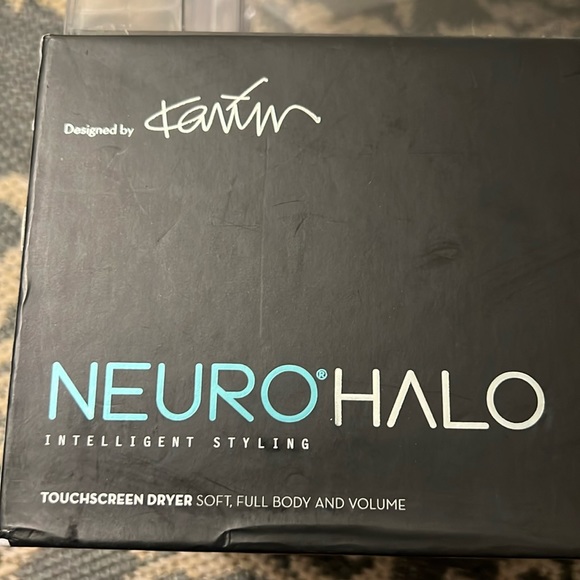 Designed by Karim
NEURO® HALO
INTELLIGENT STYLING
TOUCHSCREEN DRYER SOFT, FULL BODY AND VOLUME